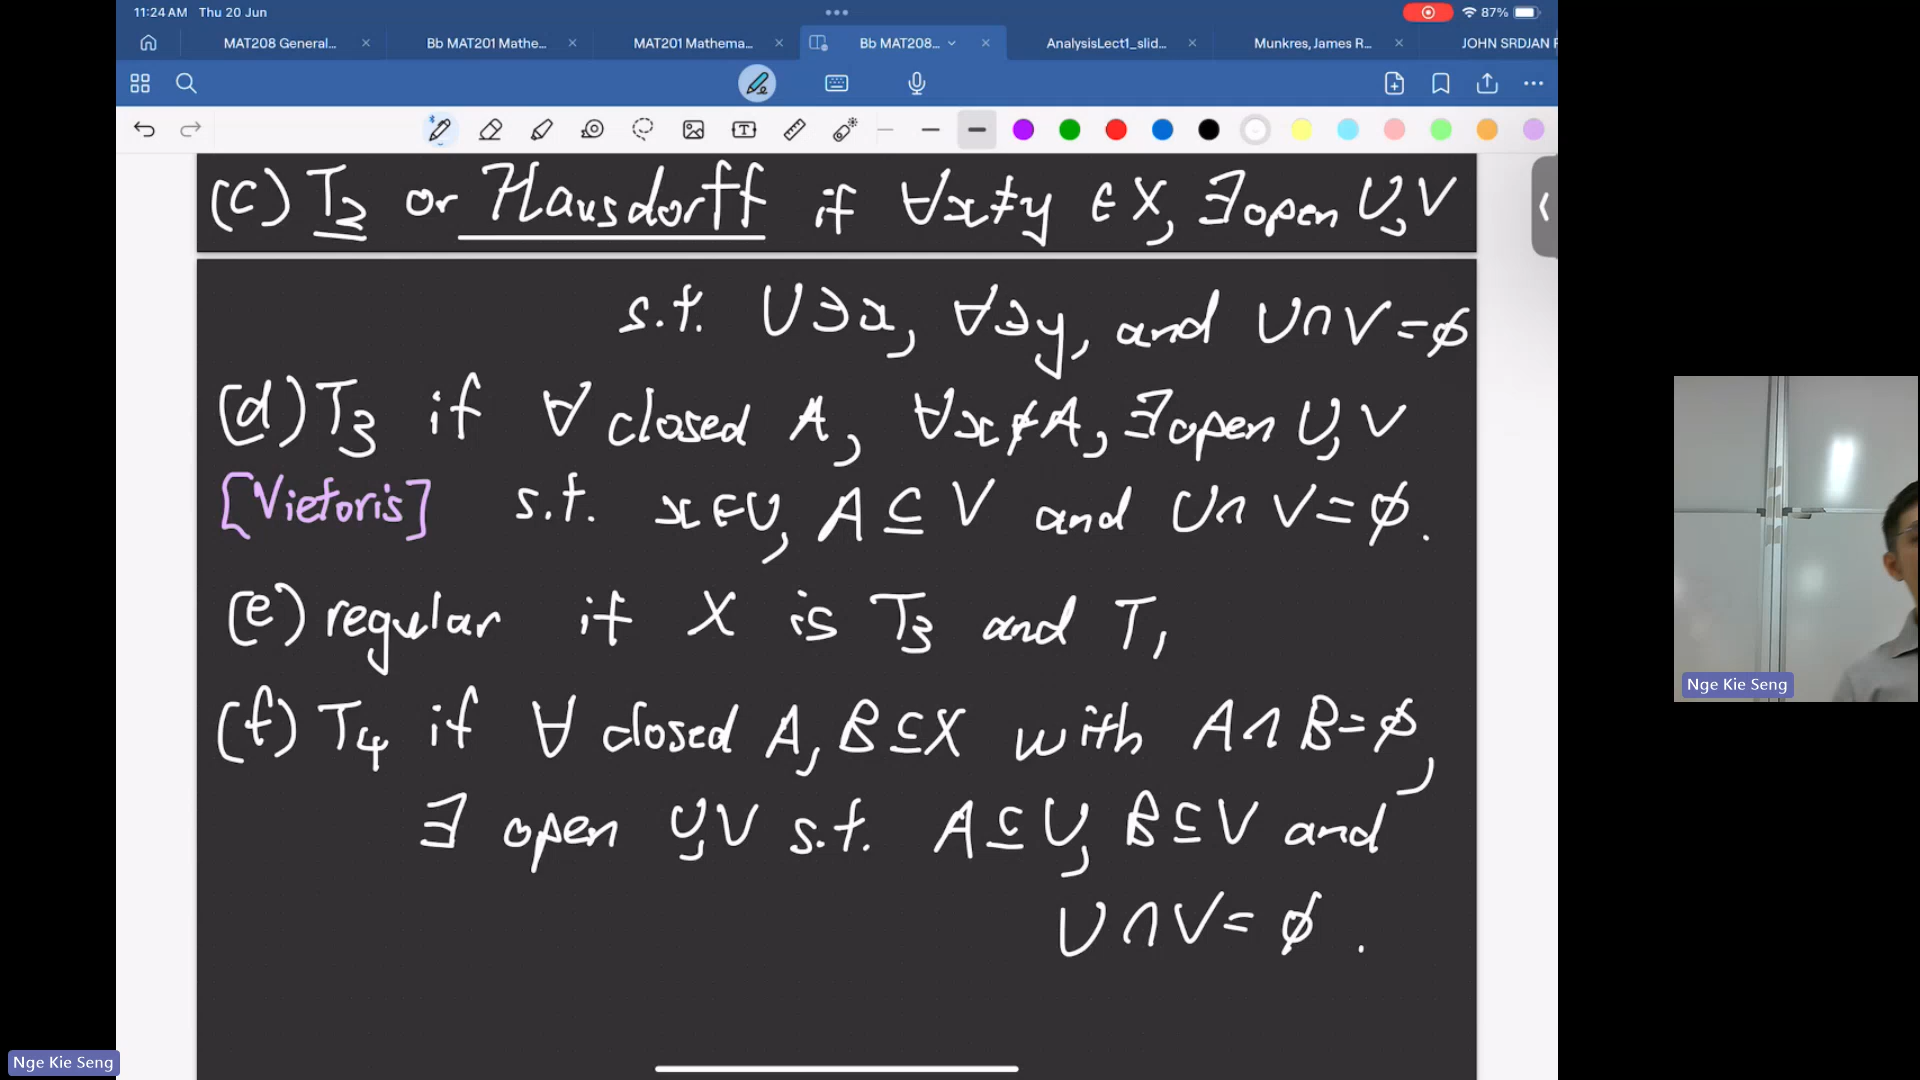 11:24 AM Thu 20 Jun
87%
MAT208 General...
Bb MAT201 Mathe...
MAT201 Mathema...
Bb MAT208...
AnalysisLect1_slid...
Munkres, James R...
JOHN SRDJAN P
(c) T₂ or Hausdorff if ∀x≠y ∈ X, ∃ open U, V
s.t. U∋x, ∀∋y, and U∩V=∅
(d) T₃ if ∀ closed A, ∀x∉A, ∃ open U, V
[Vietoris] s.t. x∈U, A ⊆ V and U∩V=∅.
(e) regular if X is T₃ and T₁
(f) T₄ if ∀ closed A, B⊆X with A∩B=∅,
∃ open U, V s.t. A⊆U, B⊆V and
U∩V=∅.
Nge Kie Seng
Nge Kie Seng